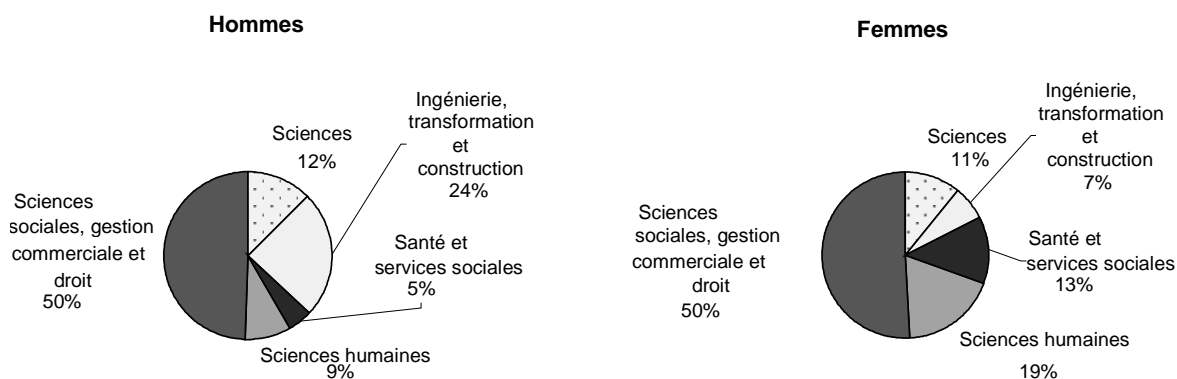 Hommes
Sciences
12%
Ingénierie,
transformation
et
construction
24%
Santé et
services sociales
5%
Sciences humaines
9%
Sciences
sociales, gestion
commerciale et
droit
50%
Femmes
Sciences
11%
Ingénierie,
transformation
et
construction
7%
Santé et
services sociales
13%
Sciences humaines
19%
Sciences
sociales, gestion
commerciale et
droit
50%